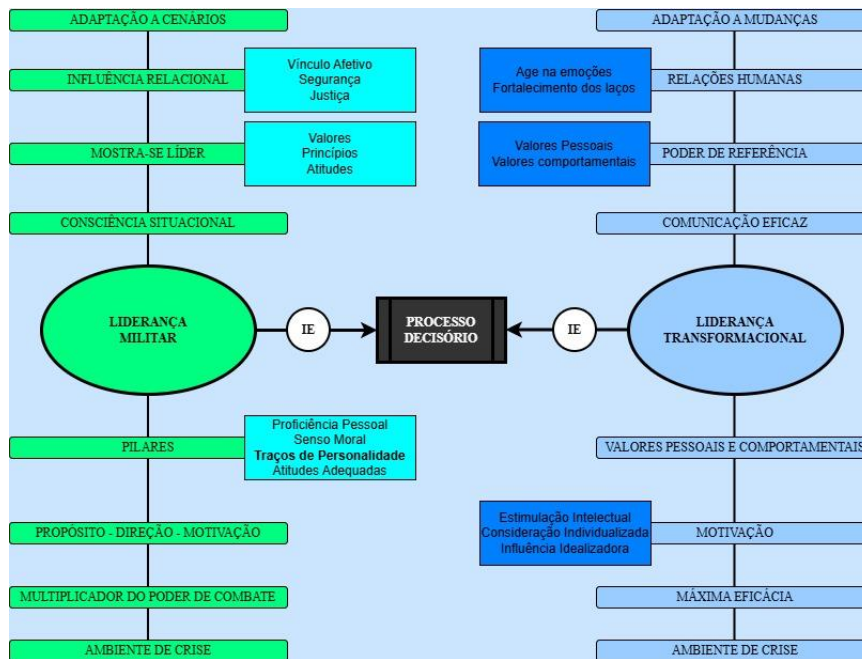 ADAPTAÇÃO A CENÁRIOS
INFLUÊNCIA RELACIONAL
Vínculo Afetivo
Segurança
Justiça
MOSTRA-SE LÍDER
Valores
Princípios
Atitudes
CONSCIÊNCIA SITUACIONAL
LIDERANÇA
MILITAR
IE
PILARES
Proficiência Pessoal
Senso Moral
Traços de Personalidade
Atitudes Adequadas
PROPÓSITO - DIREÇÃO - MOTIVAÇÃO
MULTIPLICADOR DO PODER DE COMBATE
AMBIENTE DE CRISE
PROCESSO
DECISÓRIO
ADAPTAÇÃO A MUDANÇAS
Age na emoções
Fortalecimento dos laços
RELAÇÕES HUMANAS
Valores Pessoais
Valores comportamentais
PODER DE REFERÊNCIA
COMUNICAÇÃO EFICAZ
IE
LIDERANÇA
TRANSFORMACIONAL
VALORES PESSOAIS E COMPORTAMENTAIS
Estimulação Intelectual
Consideração Individualizada
Influência Idealizadora
MOTIVAÇÃO
MÁXIMA EFICÁCIA
AMBIENTE DE CRISE